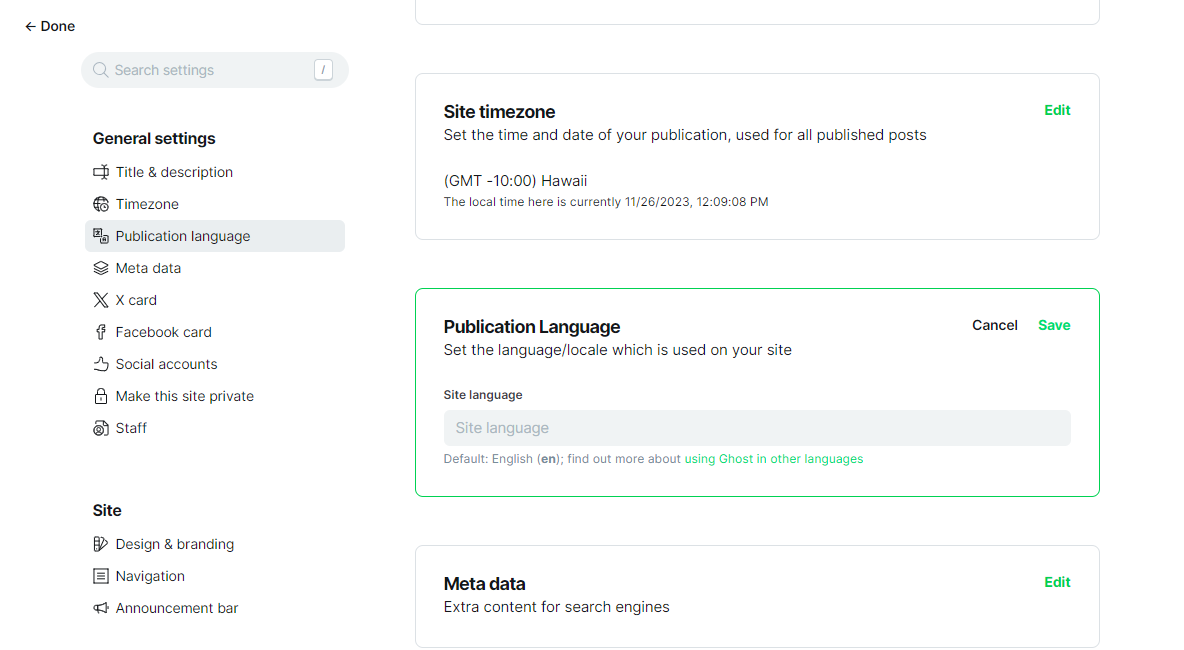 ← Done
Search settings /
General settings
Title & description
Timezone
Publication language
Meta data
X card
Facebook card
Social accounts
Make this site private
Staff
Site
Design & branding
Navigation
Announcement bar
Site timezone
Edit
Set the time and date of your publication, used for all published posts
(GMT -10:00) Hawaii
The local time here is currently 11/26/2023, 12:09:08 PM
Publication Language
Cancel Save
Set the language/locale which is used on your site
Site language
Site language
Default: English (en); find out more about using Ghost in other languages
Meta data
Edit
Extra content for search engines